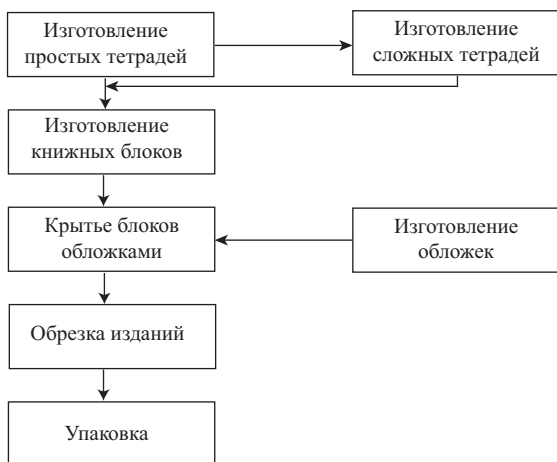 Изготовление
простых тетрадей
Изготовление
сложных тетрадей
Изготовление
книжных блоков
Крытье блоков
обложками
Изготовление
обложек
Обрезка изданий
Упаковка